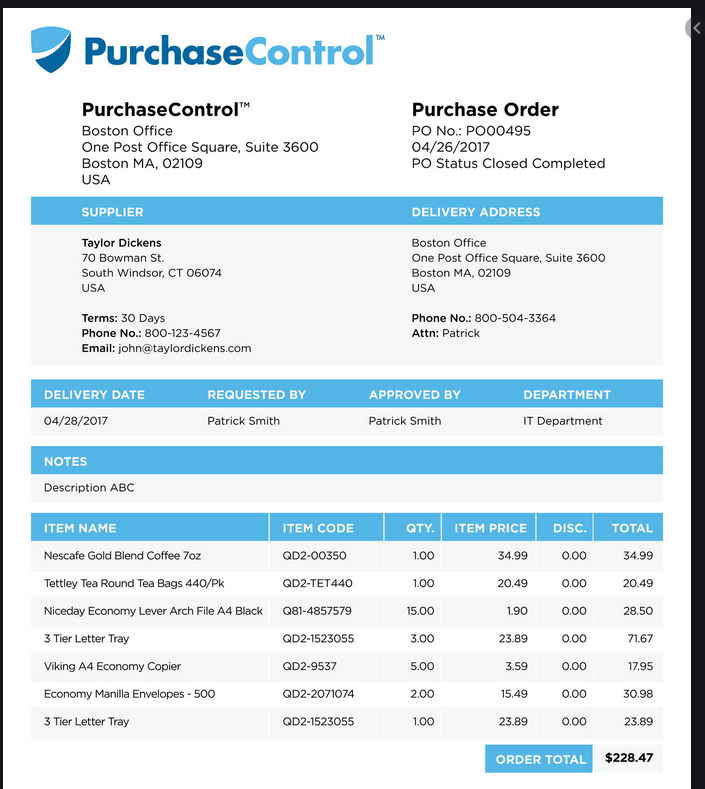 PurchaseControl™
PurchaseControl™
Boston Office
One Post Office Square, Suite 3600
Boston MA, 02109
USA
Purchase Order
PO No.: PO00495
04/26/2017
PO Status Closed Completed
SUPPLIER
Taylor Dickens
70 Bowman St.
South Windsor, CT 06074
USA
Terms: 30 Days
Phone No.: 800-123-4567
Email: john@taylordickens.com
DELIVERY ADDRESS
Boston Office
One Post Office Square, Suite 3600
Boston MA, 02109
USA
Phone No.: 800-504-3364
Attn: Patrick
DELIVERY DATE REQUESTED BY APPROVED BY DEPARTMENT
04/28/2017 Patrick Smith Patrick Smith IT Department
NOTES
Description ABC
ITEM NAME ITEM CODE QTY. ITEM PRICE DISC. TOTAL
Nescafe Gold Blend Coffee 7oz QD2-00350 1.00 34.99 0.00 34.99
Tettley Tea Round Tea Bags 440/Pk QD2-TET440 1.00 20.49 0.00 20.49
Niceday Economy Lever Arch File A4 Black Q81-4857579 15.00 1.90 0.00 28.50
3 Tier Letter Tray QD2-1523055 3.00 23.89 0.00 71.67
Viking A4 Economy Copier QD2-9537 5.00 3.59 0.00 17.95
Economy Manilla Envelopes - 500 QD2-2071074 2.00 15.49 0.00 30.98
3 Tier Letter Tray QD2-1523055 1.00 23.89 0.00 23.89
ORDER TOTAL $228.47